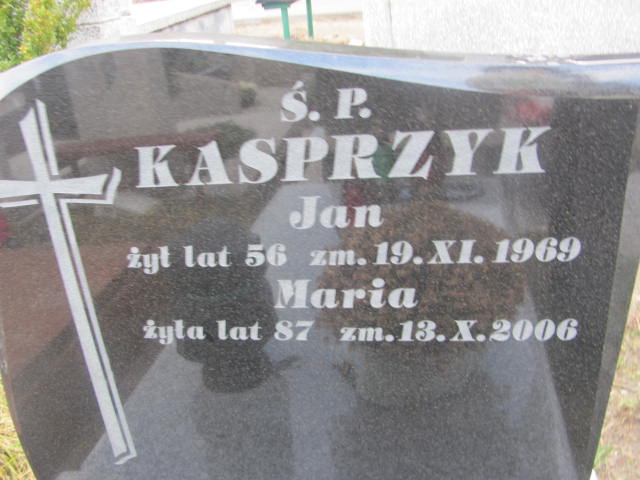 Ś. P.
KASPRZYK
Jan
żył lat 56 zm. 19. XI. 1969
Maria
żyła lat 87 zm. 13. X. 2006